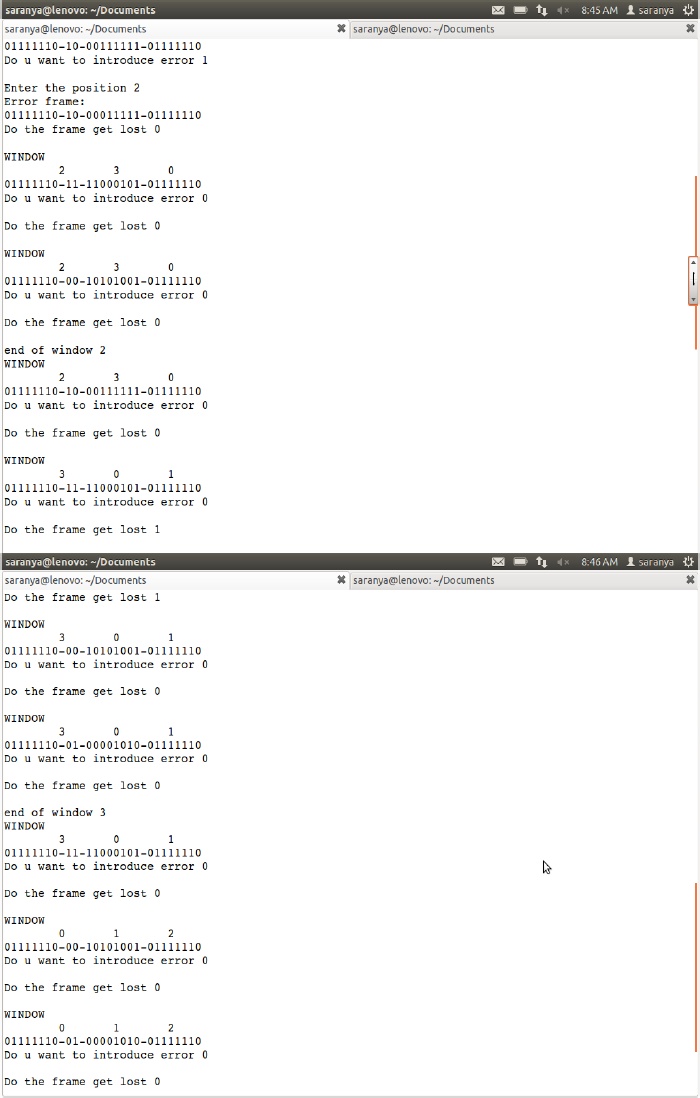 saranya@lenovo: ~/Documents 8:45 AM saranya
saranya@lenovo: ~/Documents saranya@lenovo: ~/Documents
01111110-10-00111111-01111110
Do u want to introduce error 1
Enter the position 2
Error frame:
01111110-10-00011111-01111110
Do the frame get lost 0
WINDOW
2 3 0
01111110-11-11000101-01111110
Do u want to introduce error 0
Do the frame get lost 0
WINDOW
2 3 0
01111110-00-10101001-01111110
Do u want to introduce error 0
Do the frame get lost 0
end of window 2
WINDOW
2 3 0
01111110-10-00111111-01111110
Do u want to introduce error 0
Do the frame get lost 0
WINDOW
3 0 1
01111110-11-11000101-01111110
Do u want to introduce error 0
Do the frame get lost 1
saranya@lenovo: ~/Documents 8:46 AM saranya
saranya@lenovo: ~/Documents saranya@lenovo: ~/Documents
Do the frame get lost 1
WINDOW
3 0 1
01111110-00-10101001-01111110
Do u want to introduce error 0
Do the frame get lost 0
WINDOW
3 0 1
01111110-01-00001010-01111110
Do u want to introduce error 0
Do the frame get lost 0
end of window 3
WINDOW
3 0 1
01111110-11-11000101-01111110
Do u want to introduce error 0
Do the frame get lost 0
WINDOW
0 1 2
01111110-00-10101001-01111110
Do u want to introduce error 0
Do the frame get lost 0
WINDOW
0 1 2
01111110-01-00001010-01111110
Do u want to introduce error 0
Do the frame get lost 0